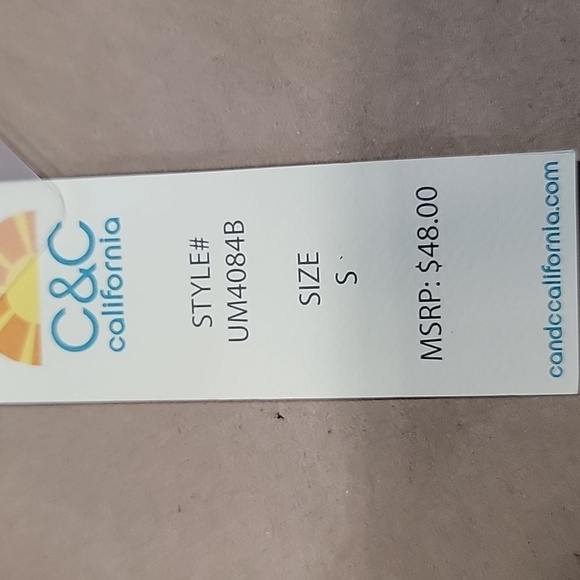 C&C
california
STYLE#
UM4084B
SIZE
S
MSRP: $48.00
candccalifornia.com